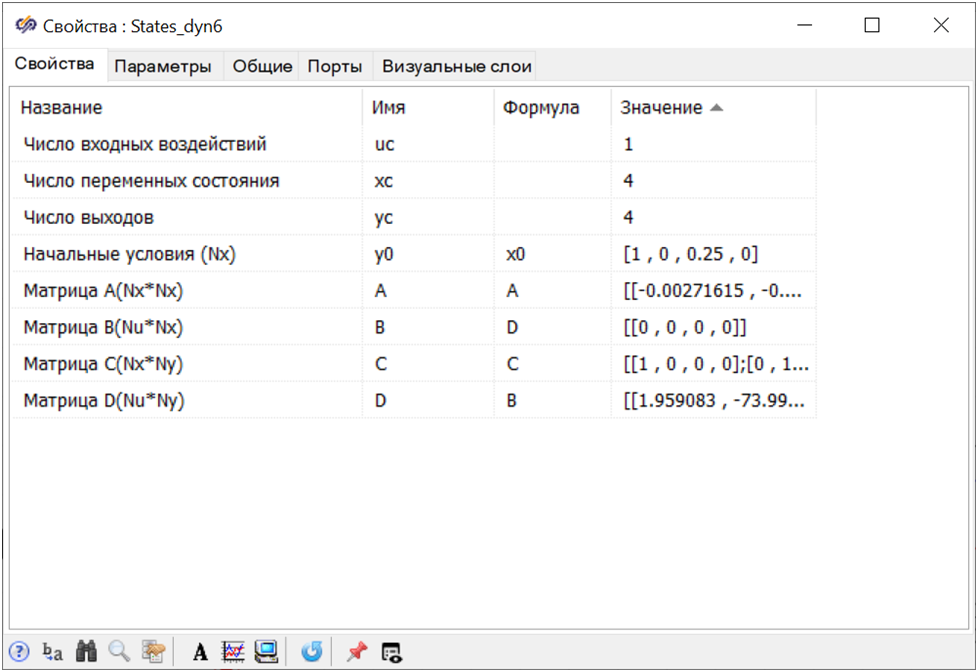 Свойства : States_dyn6
Свойства Параметры Общие Порты Визуальные слои
Название Имя Формула Значение
Число входных воздействий uc 1
Число переменных состояния xc 4
Число выходов yc 4
Начальные условия (Nx) y0 x0 [1 , 0 , 0.25 , 0]
Матрица A(Nx*Nx) A A [[-0.00271615 , -0....
Матрица B(Nu*Nx) B D [[0 , 0 , 0 , 0]]
Матрица C(Nx*Ny) C C [[1 , 0 , 0 , 0];[0 , 1...
Матрица D(Nu*Ny) D B [[1.959083 , -73.99...
? b a A